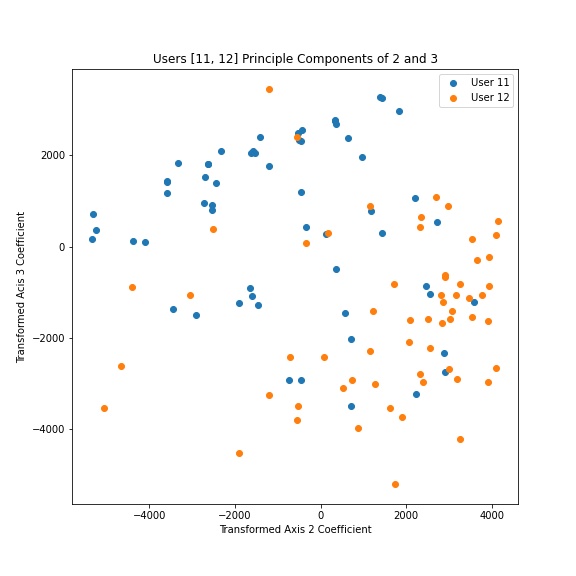 Users [11, 12] Principle Components of 2 and 3
User 11
User 12
Transformed Acis 3 Coefficient
2000
0
−2000
−4000
−4000
−2000
0
2000
4000
Transformed Axis 2 Coefficient